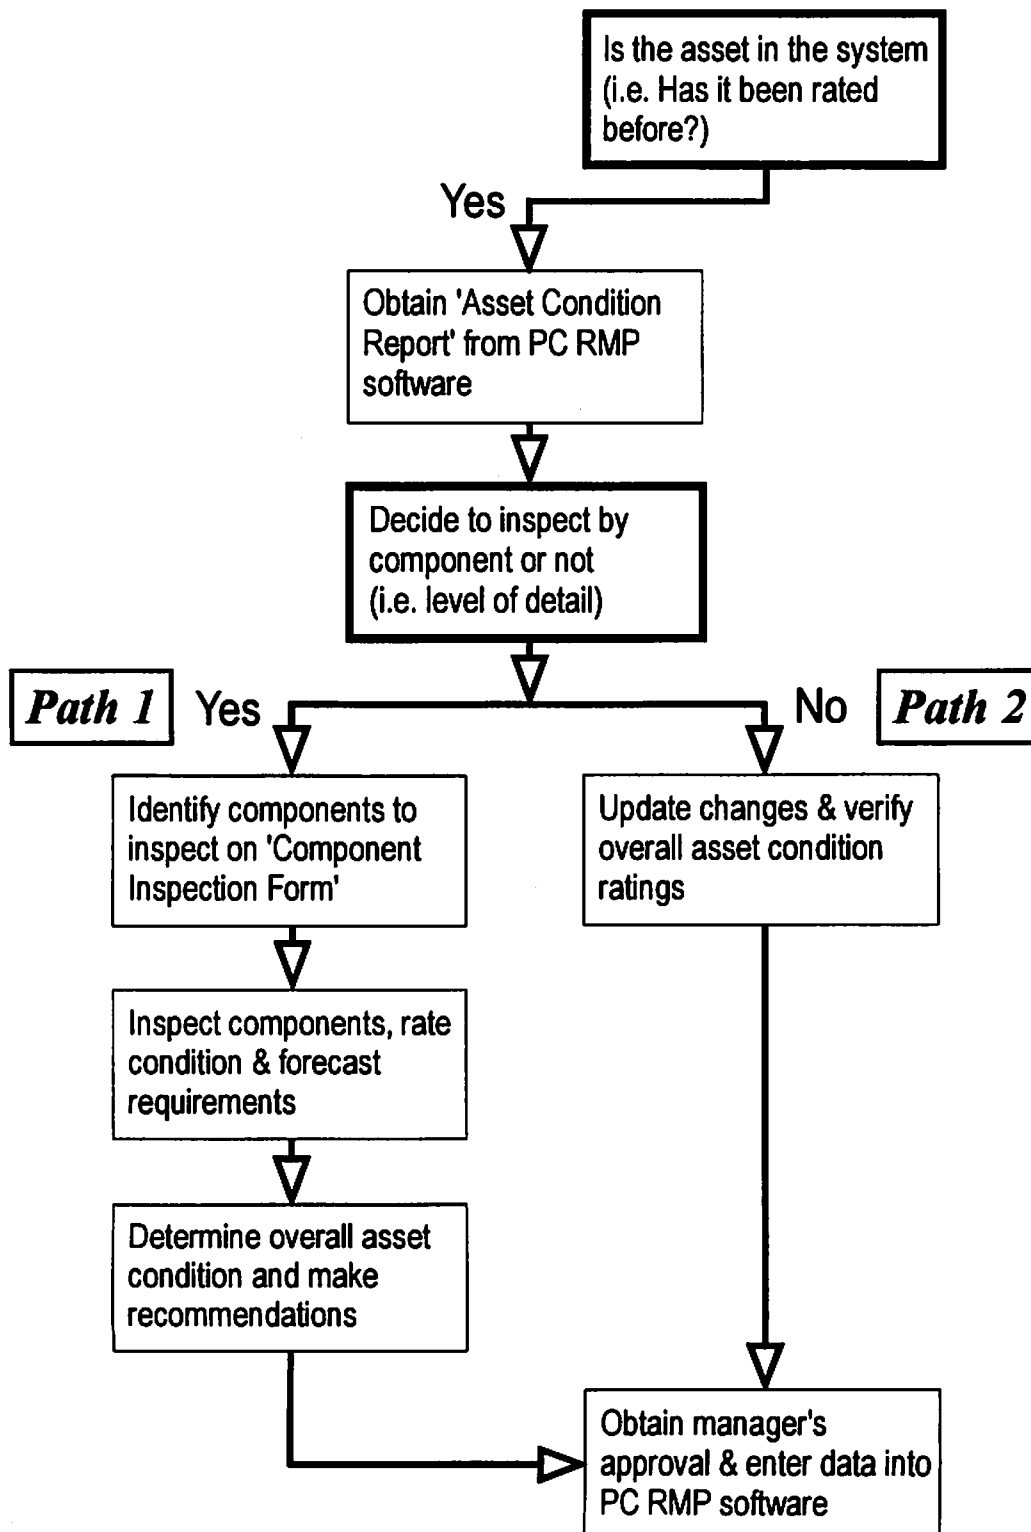 Is the asset in the system
(i.e. Has it been rated
before?)
Yes
Obtain 'Asset Condition
Report' from PC RMP
software
Decide to inspect by
component or not
(i.e. level of detail)
Path 1
Yes
No
Path 2
Identify components to
inspect on 'Component
Inspection Form'
Update changes & verify
overall asset condition
ratings
Inspect components, rate
condition & forecast
requirements
Determine overall asset
condition and make
recommendations
Obtain manager's
approval & enter data into
PC RMP software